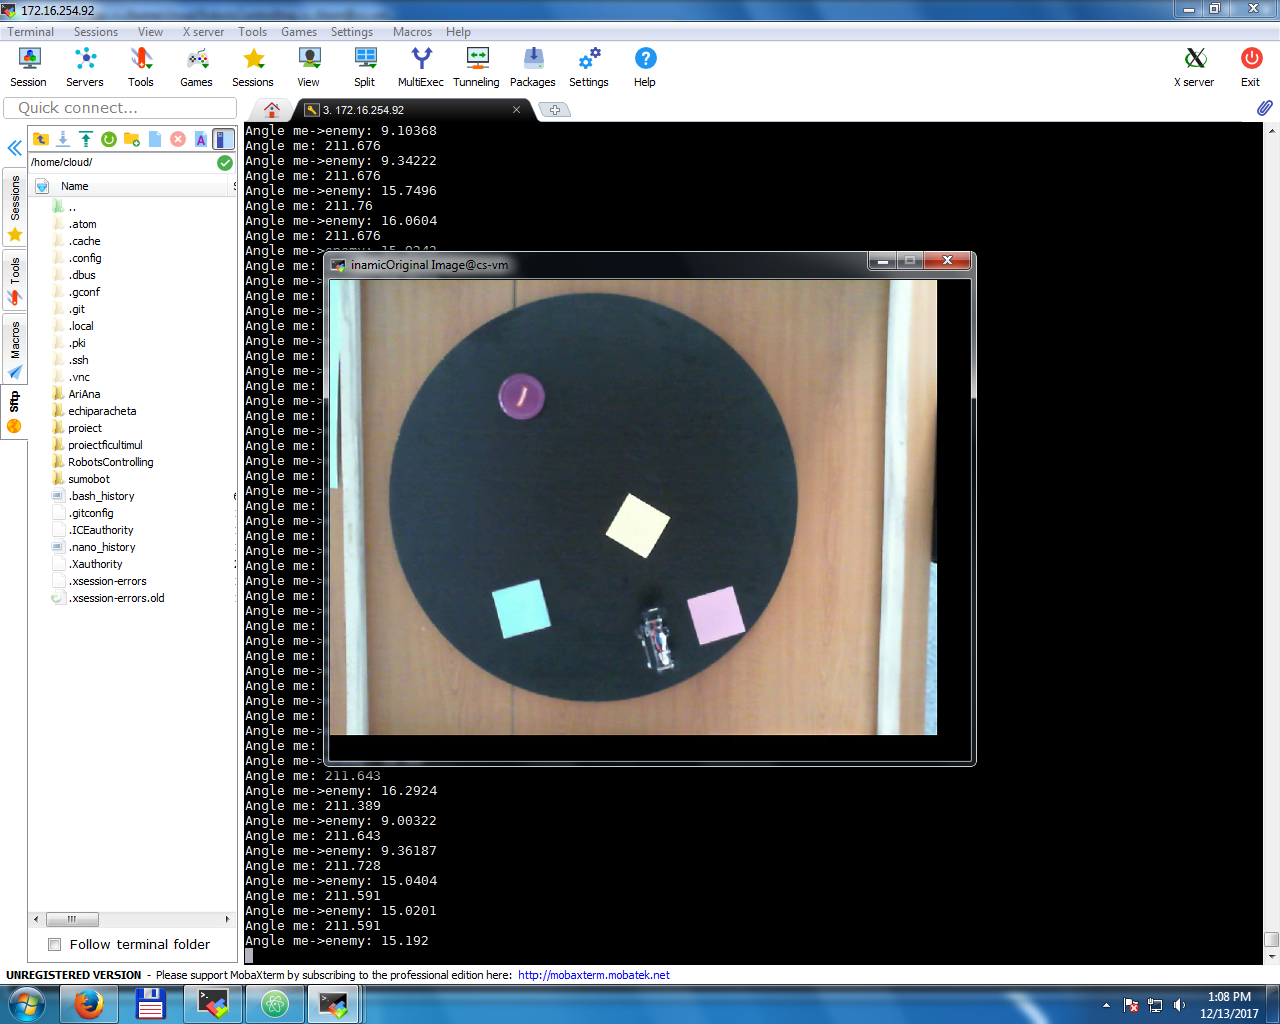 172.16.254.92
Terminal Sessions View X server Tools Games Settings Macros Help
Session Servers Tools Games Sessions View Split MultiExec Tunneling Packages Settings Help X server Exit
Quick connect...
3. 172.16.254.92
/home/cloud/
Name
..
.atom
.cache
.config
.dbus
.gconf
.git
.local
.pki
.ssh
.vnc
AriAna
echiparacheta
proiect
proiectficultimul
RobotsControlling
sumobot
.bash_history
.gitconfig
.ICEauthority
.nano_history
.Xauthority
.xsession-errors
.xsession-errors.old
Sessions
Tools
Macros
Sftp
Follow terminal folder
Angle me->enemy: 9.10368
Angle me: 211.676
Angle me->enemy: 9.34222
Angle me: 211.676
Angle me->enemy: 15.7496
Angle me: 211.76
Angle me->enemy: 16.0604
Angle me: 211.676
Angle me->enemy:
Angle me:
Angle me->
Angle me:
Angle me->
Angle me:
Angle me->
Angle me:
Angle me->
Angle me:
Angle me->
Angle me:
Angle me->
Angle me:
Angle me->
Angle me:
Angle me->
Angle me:
Angle me->
Angle me:
Angle me->
Angle me:
Angle me->
Angle me:
Angle me->
Angle me:
Angle me->
Angle me:
Angle me->
Angle me:
Angle me->
Angle me:
Angle me->
Angle me:
Angle me->
Angle me: 211.643
Angle me->enemy: 16.2924
Angle me: 211.389
Angle me->enemy: 9.00322
Angle me: 211.643
Angle me->enemy: 9.36187
Angle me: 211.728
Angle me->enemy: 15.0404
Angle me: 211.591
Angle me->enemy: 15.0201
Angle me: 211.591
Angle me->enemy: 15.192
inamicOriginal Image@cs-vm
UNREGISTERED VERSION - Please support MobaXterm by subscribing to the professional edition here: http://mobaxterm.mobatek.net
1:08 PM
12/13/2017